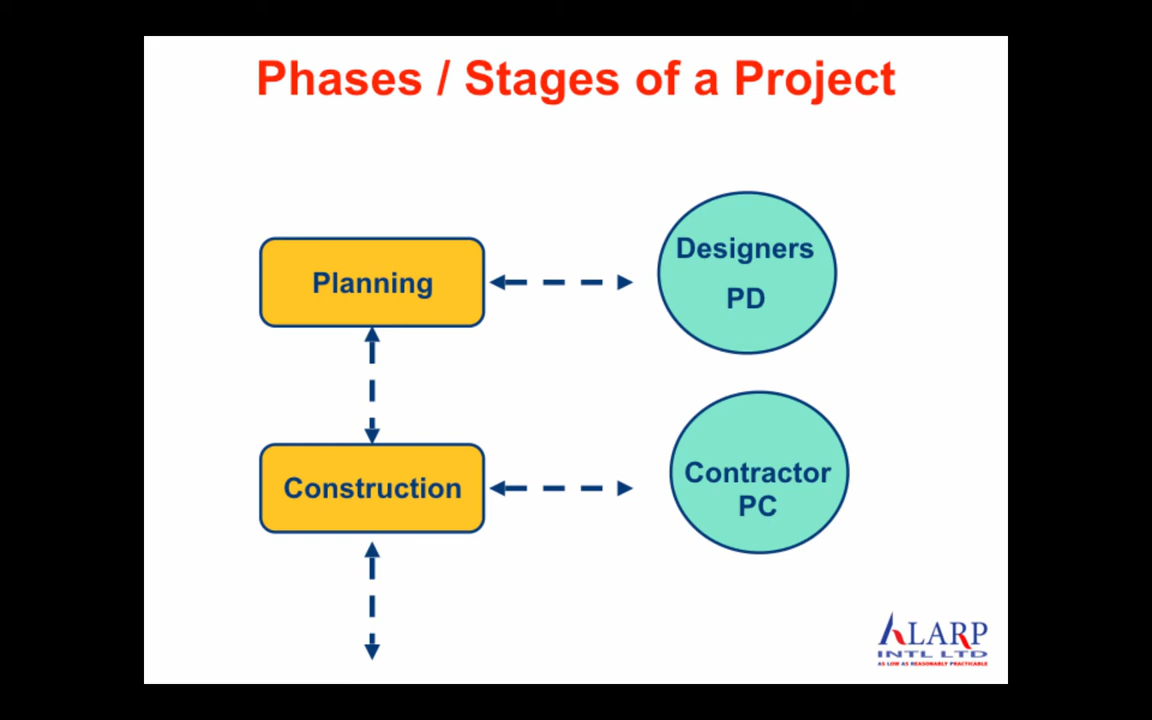 Phases / Stages of a Project
Planning
Designers
PD
Construction
Contractor
PC
ALARP
INTL LTD
AS LOW AS REASONABLY PRACTICABLE